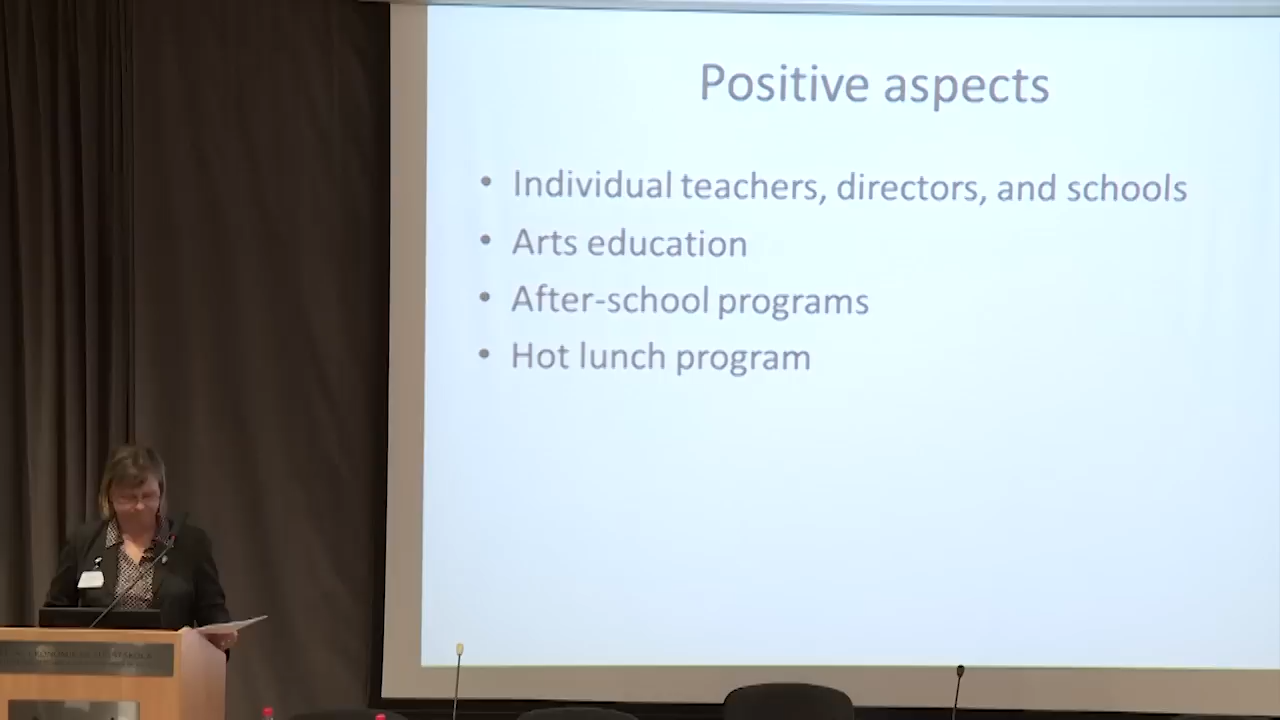 Positive aspects
• Individual teachers, directors, and schools
• Arts education
• After-school programs
• Hot lunch program